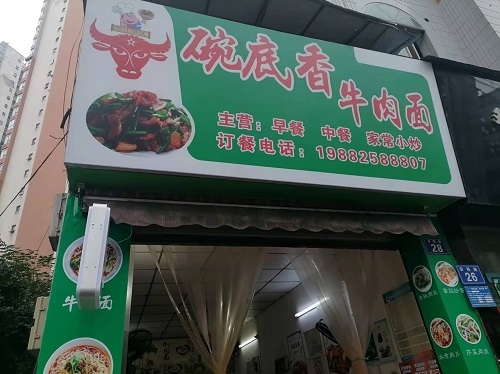 碗底香牛肉面
主营：早餐 中餐 家常小炒
订餐电话：19882588807
牛 面
28
26